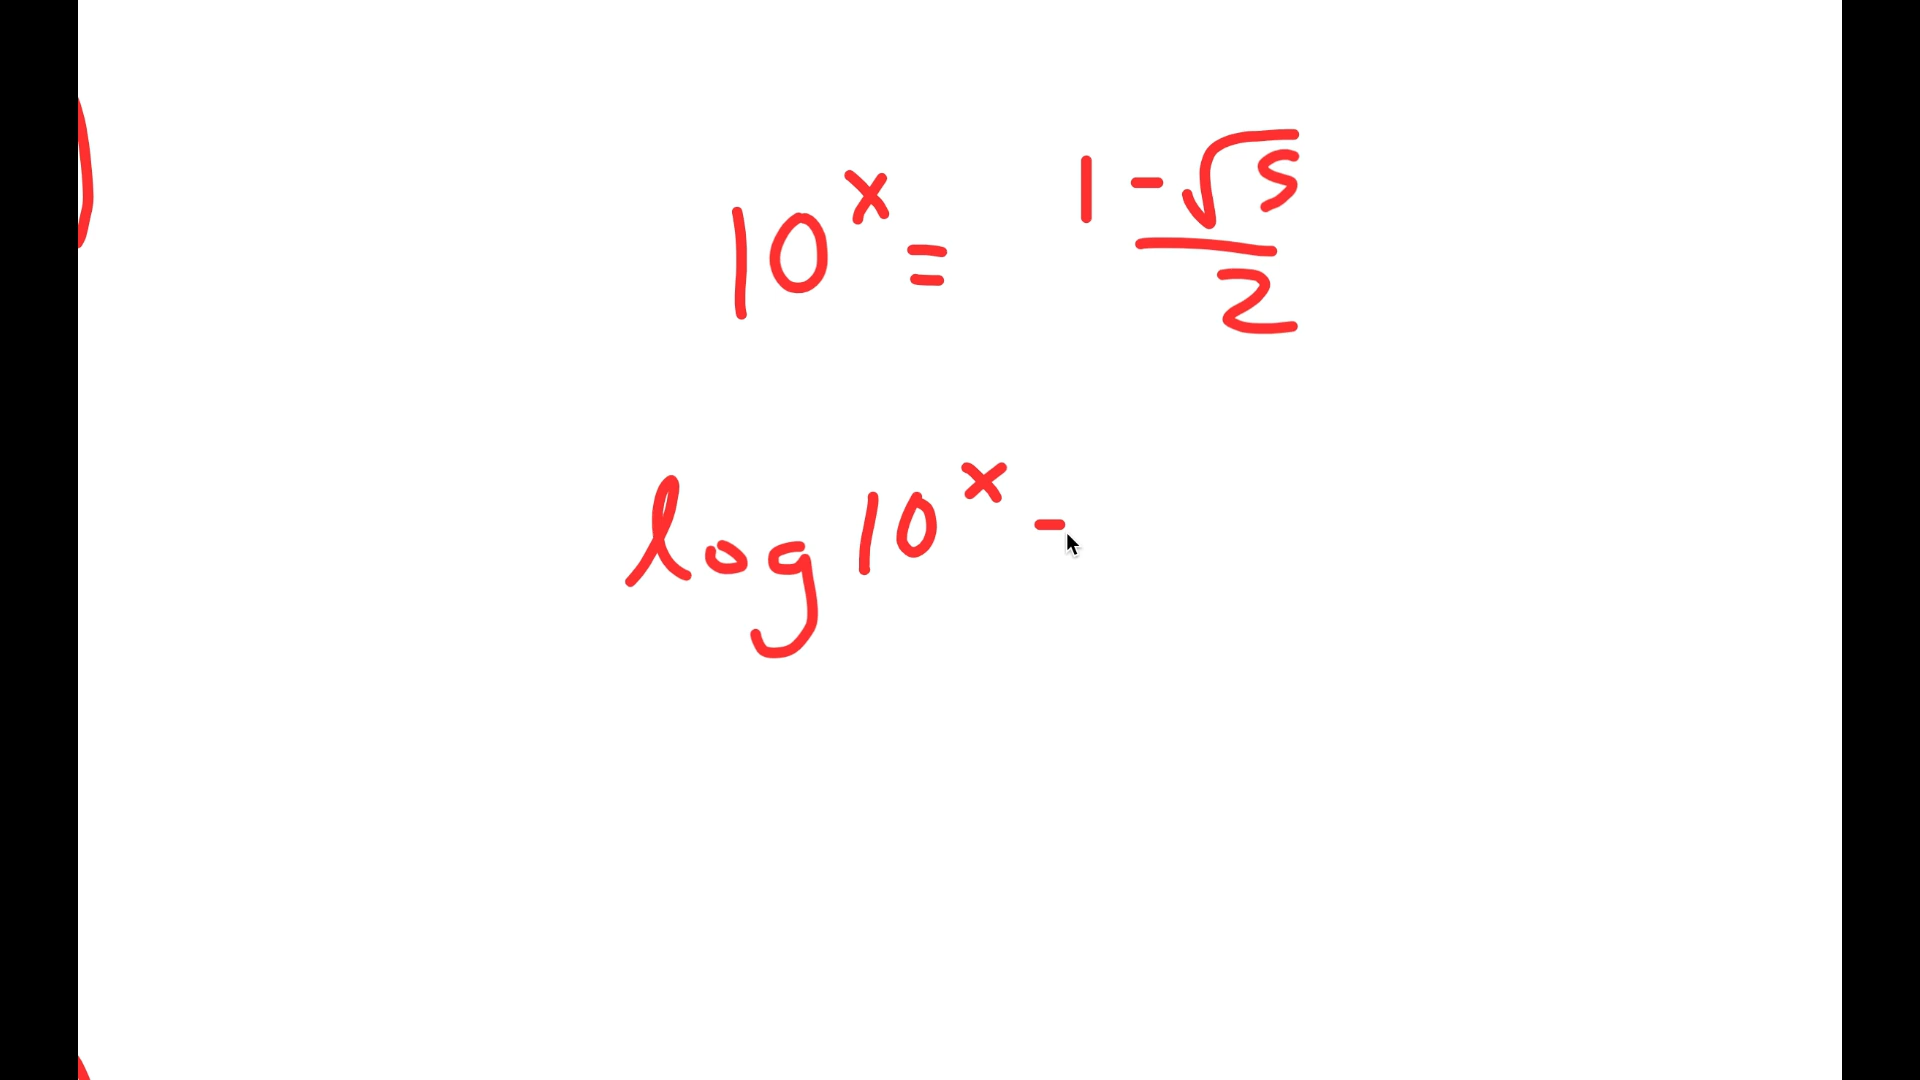 10^x = (1 - √5)/2
log 10^x -